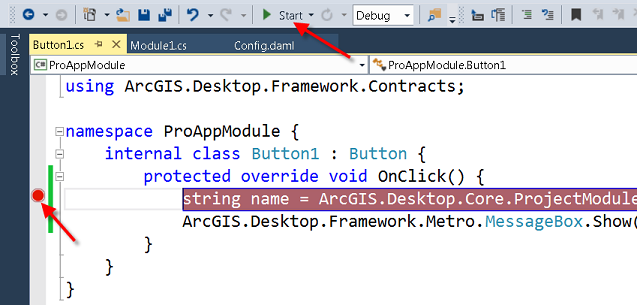 Start Debug
Toolbox
Button1.cs Module1.cs Config.daml
ProAppModule ProAppModule.Button1
using ArcGIS.Desktop.Framework.Contracts;
namespace ProAppModule {
internal class Button1 : Button {
protected override void OnClick() {
string name = ArcGIS.Desktop.Core.ProjectModule
ArcGIS.Desktop.Framework.Metro.MessageBox.Show(
}
}
}